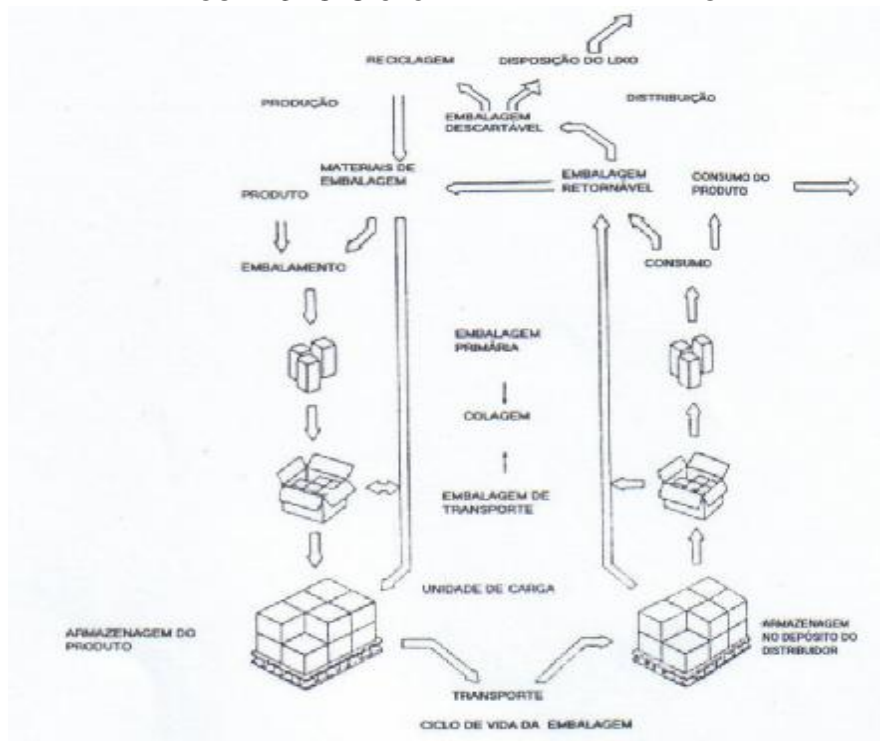 RECICLAGEM
DISPOSIÇÃO DO LIXO
PRODUÇÃO
DISTRIBUIÇÃO
EMBALAGEM
DESCARTÁVEL
MATERIAIS DE
EMBALAGEM
EMBALAGEM
RETORNÁVEL
CONSUMO DO
PRODUTO
PRODUTO
EMBALAMENTO
CONSUMO
EMBALAGEM
PRIMÁRIA
COLAGEM
EMBALAGEM DE
TRANSPORTE
UNIDADE DE CARGA
ARMAZENAGEM DO
PRODUTO
ARMAZENAGEM
NO DEPÓSITO DO
DISTRIBUIDOR
TRANSPORTE
CICLO DE VIDA DA EMBALAGEM